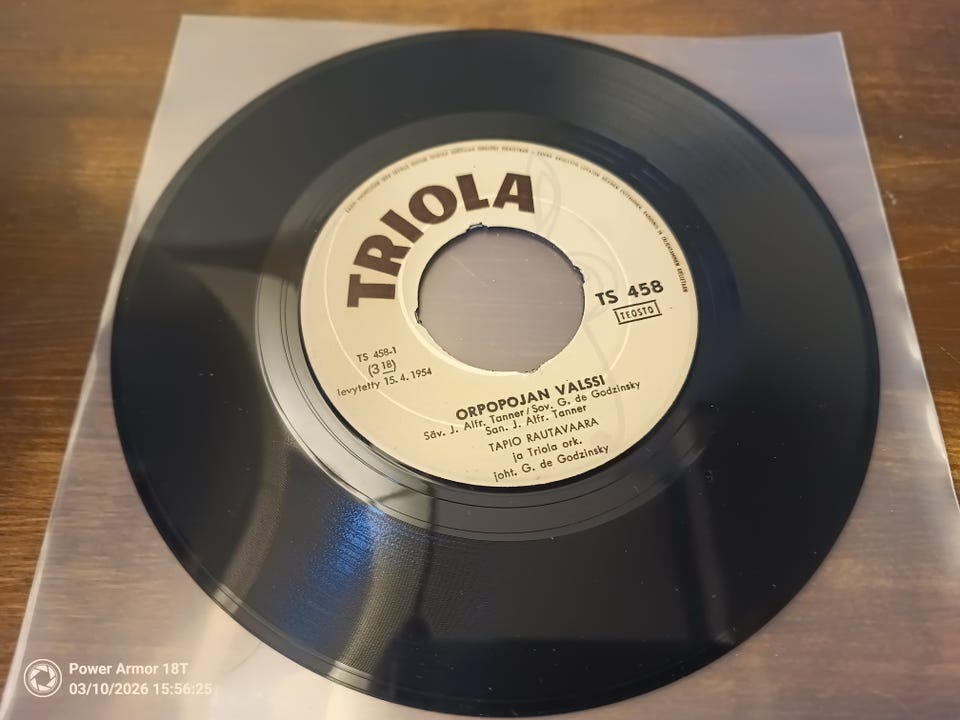 TRIOLA
TS 458
TEOSTO
TS 458-1
(3 18)
levytetty 15.4.1954
ORPOPOJAN VALSSI
Säv. J. Alfr. Tanner/Sov. G. de Godzinsky
San. J. Alfr. Tanner
TAPIO RAUTAVAARA
ja Triola ork.
joht. G. de Godzinsky
Power Armor 18T
03/10/2026 15:56:25